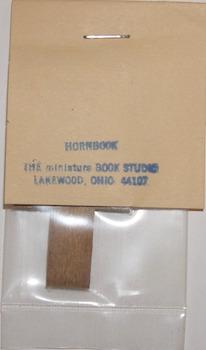 HORNBOOK
THE miniature BOOK STUDIO
LAKEWOOD, OHIO 44107